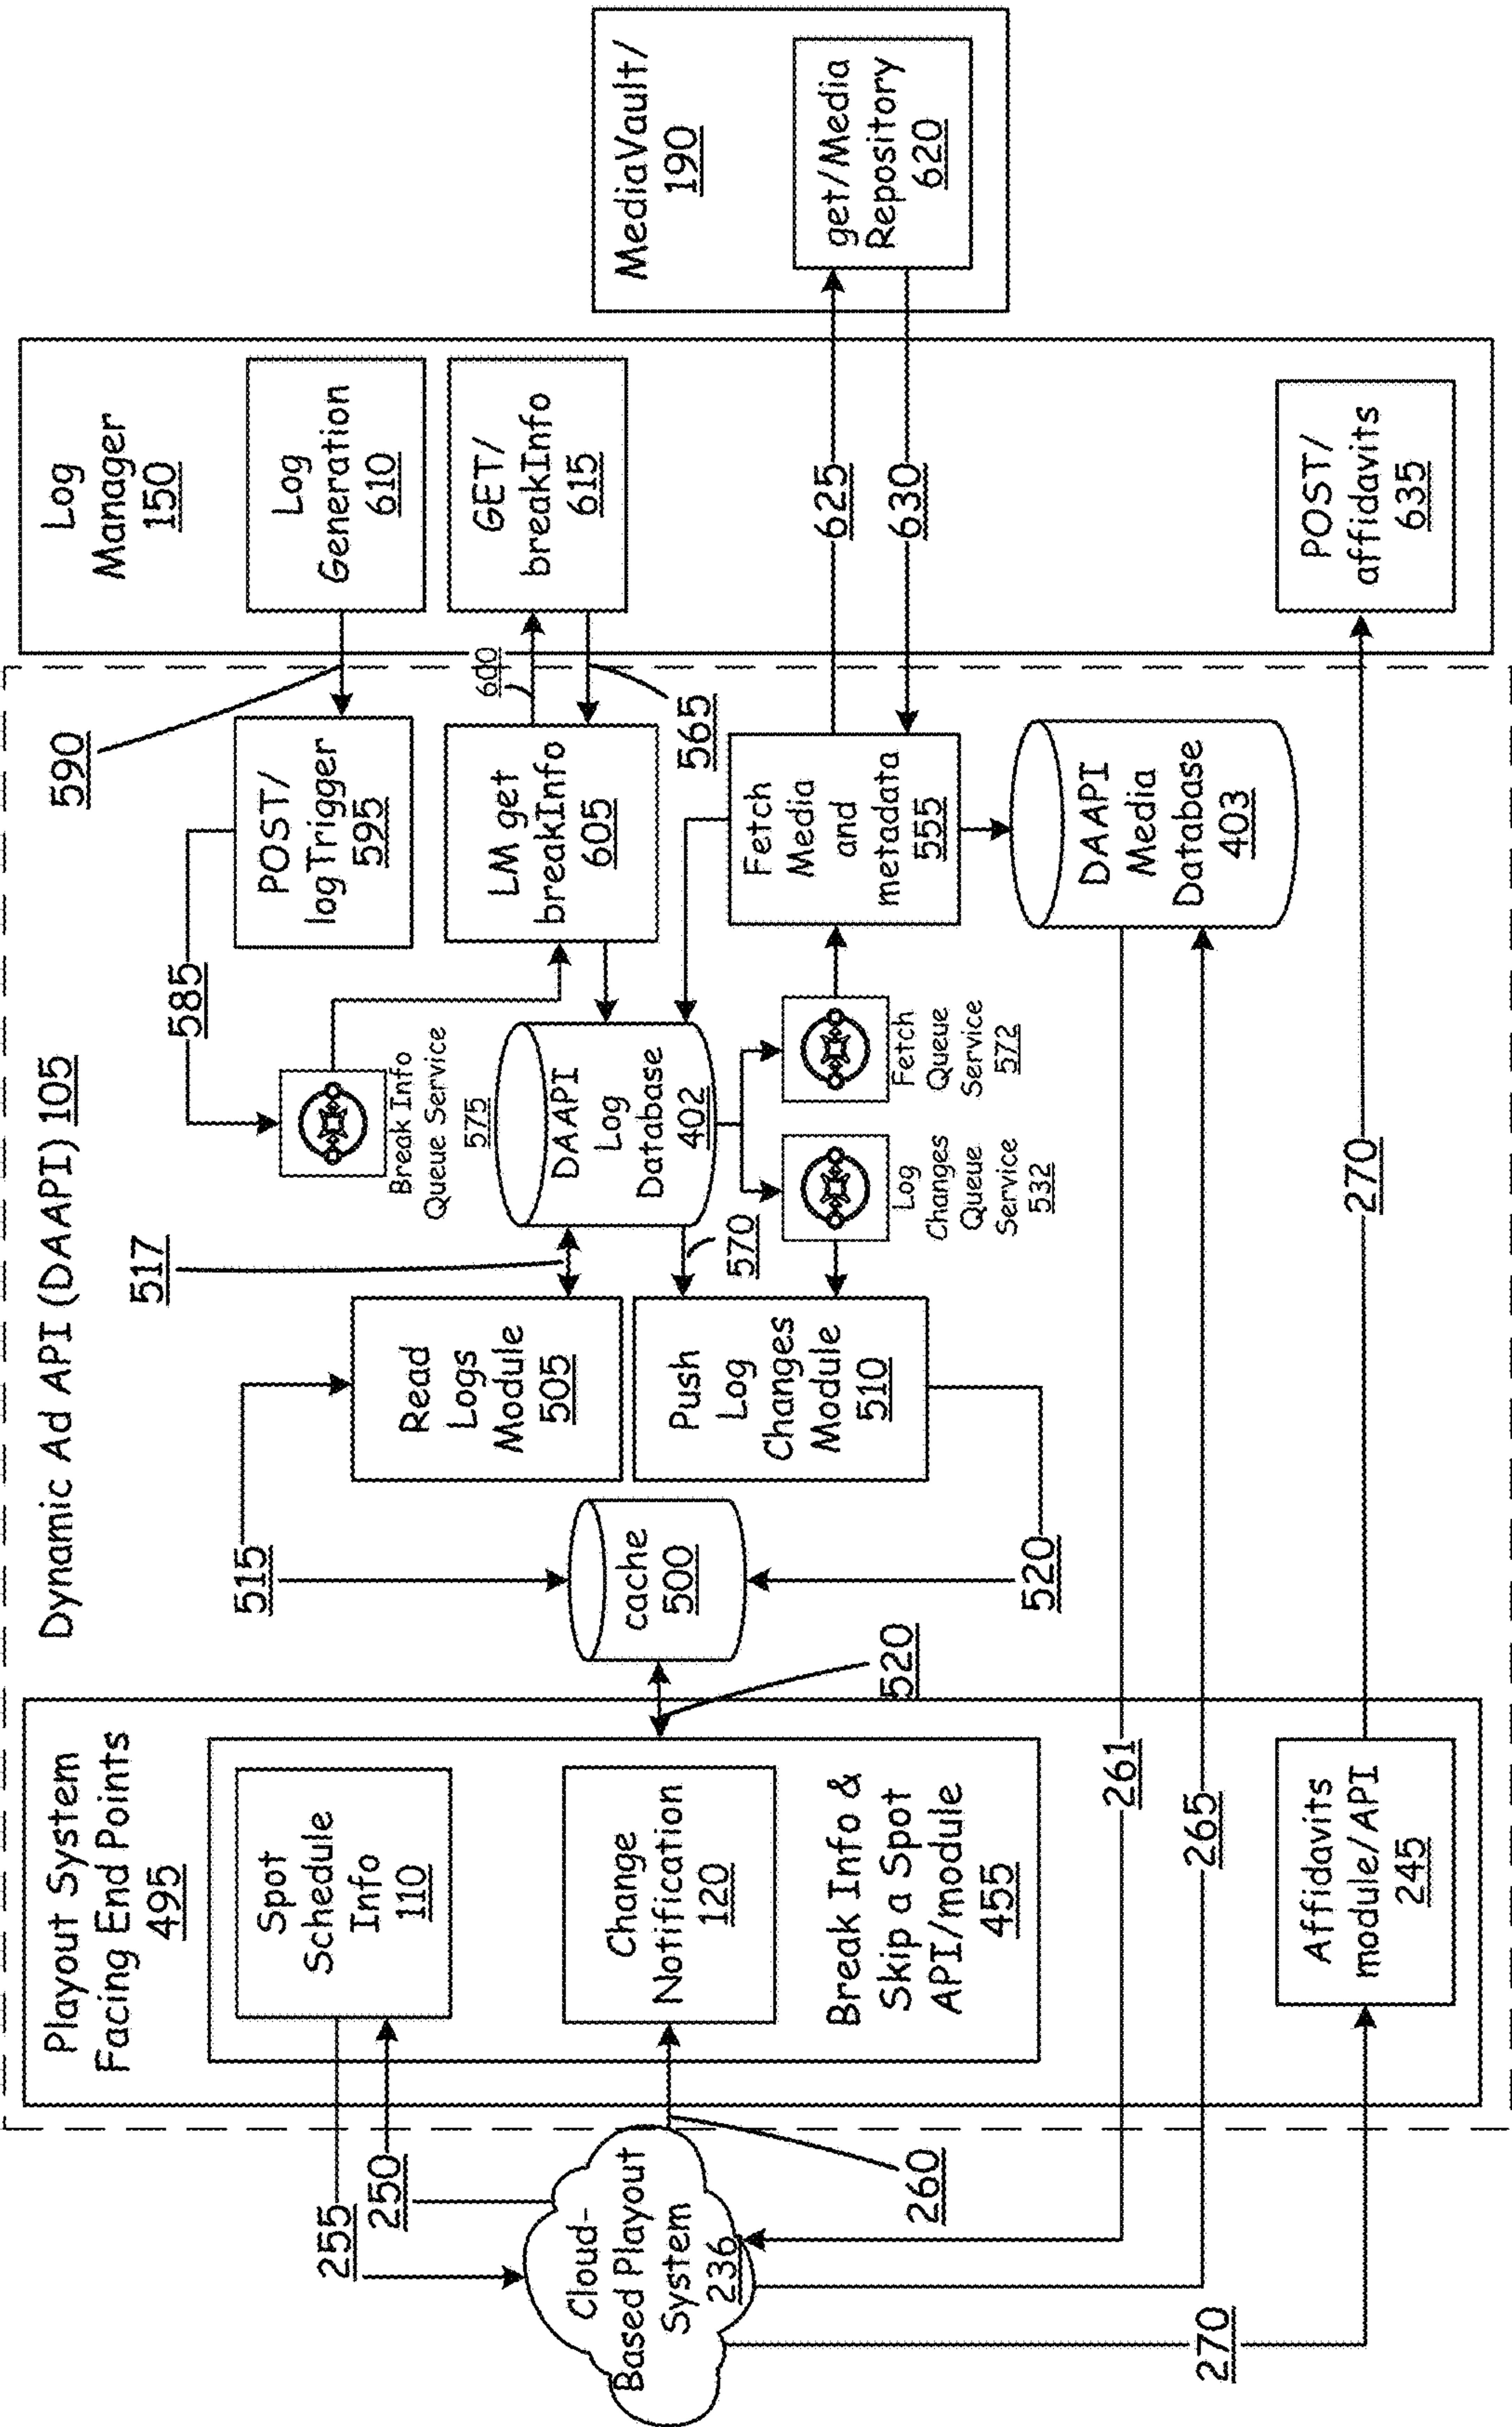 Dynamic Ad API (DAAPI) 105
Playout System
Facing End Points
495
Spot
Schedule
Info
110
Change
Notification
120
Break Info &
Skip a Spot
API/module
455
Affidavits
module/API
245
255
250
Cloud-
Based Playout
System
236
260
261
265
270
270
515
cache
500
520
520
517
Read
Logs
Module
505
Push
Log
Changes
Module
510
570
585
Break Info
Queue Service
575
DAAPI
Log
Database
402
Log
Changes
Queue
Service
532
Fetch
Queue
Service
572
590
POST/
logTrigger
595
LM get
breakInfo
605
600
565
Fetch
Media
and
metadata
555
DAAPI
Media
Database
403
Log
Manager
150
Log
Generation
610
GET/
breakInfo
615
625
630
POST/
affidavits
635
MediaVault/
190
get/Media
Repository
620